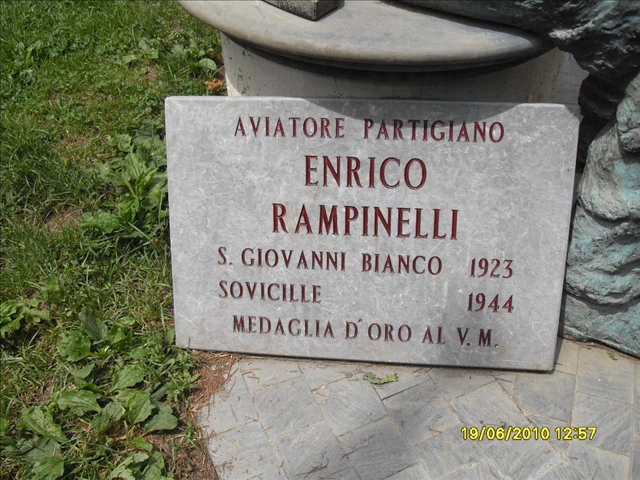 AVIATORE PARTIGIANO
ENRICO
RAMPINELLI
S. GIOVANNI BIANCO 1923
SOVICILLE 1944
MEDAGLIA D'ORO AL V. M.
19/06/2010 12:57